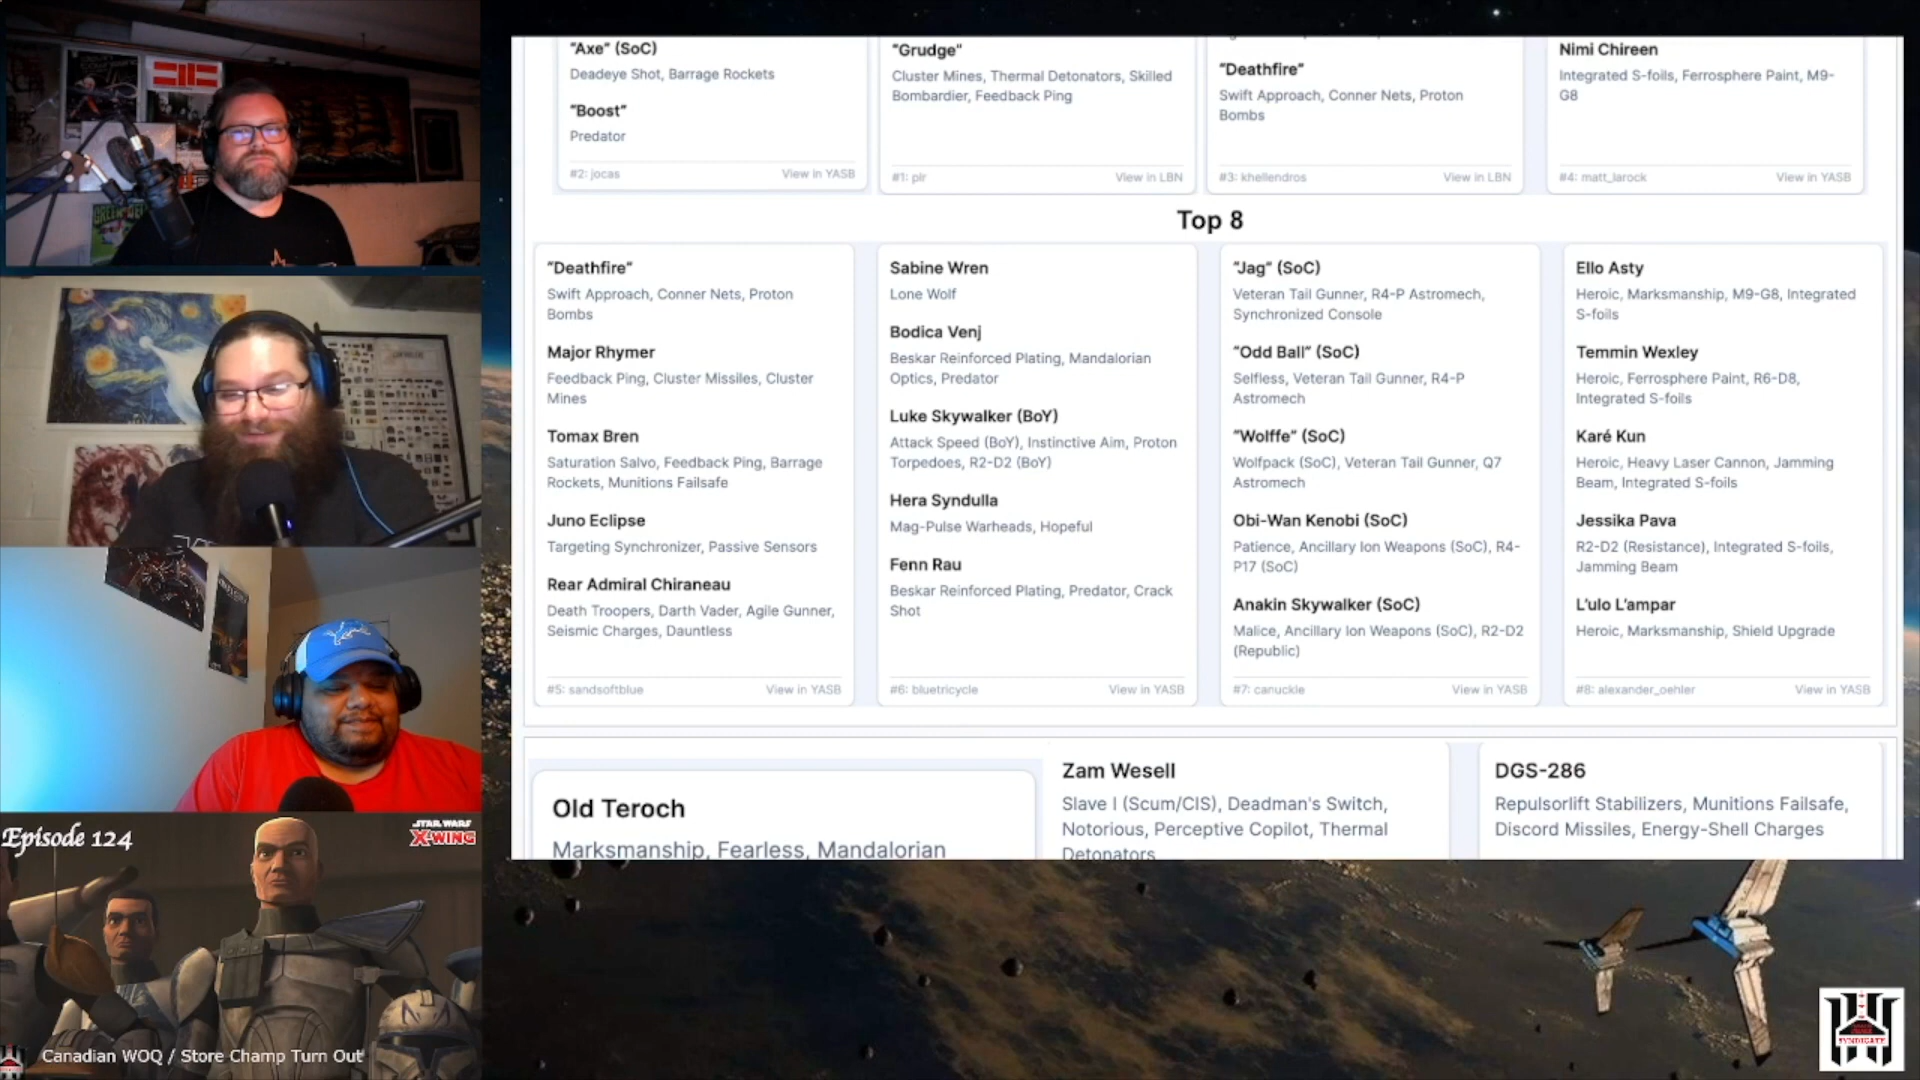 "Axe" (SoC)
Deadeye Shot, Barrage Rockets
"Boost"
Predator
#2: jocas
View in YASB
"Grudge"
Cluster Mines, Thermal Detonators, Skilled
Bombardier, Feedback Ping
#1: plr
View in LBN
"Deathfire"
Swift Approach, Conner Nets, Proton
Bombs
#3: khellendros
View in LBN
Nimi Chireen
Integrated S-foils, Ferrosphere Paint, M9-
G8
#4: matt_larock
View in YASB
Top 8
"Deathfire"
Swift Approach, Conner Nets, Proton
Bombs
Major Rhymer
Feedback Ping, Cluster Missiles, Cluster
Mines
Tomax Bren
Saturation Salvo, Feedback Ping, Barrage
Rockets, Munitions Failsafe
Juno Eclipse
Targeting Synchronizer, Passive Sensors
Rear Admiral Chiraneau
Death Troopers, Darth Vader, Agile Gunner,
Seismic Charges, Dauntless
#5: sandsoftblue
View in YASB
Sabine Wren
Lone Wolf
Bodica Venj
Beskar Reinforced Plating, Mandalorian
Optics, Predator
Luke Skywalker (BoY)
Attack Speed (BoY), Instinctive Aim, Proton
Torpedoes, R2-D2 (BoY)
Hera Syndulla
Mag-Pulse Warheads, Hopeful
Fenn Rau
Beskar Reinforced Plating, Predator, Crack
Shot
#6: bluetricycle
View in YASB
"Jag" (SoC)
Veteran Tail Gunner, R4-P Astromech,
Synchronized Console
"Odd Ball" (SoC)
Selfless, Veteran Tail Gunner, R4-P
Astromech
"Wolffe" (SoC)
Wolfpack (SoC), Veteran Tail Gunner, Q7
Astromech
Obi-Wan Kenobi (SoC)
Patience, Ancillary Ion Weapons (SoC), R4-
P17 (SoC)
Anakin Skywalker (SoC)
Malice, Ancillary Ion Weapons (SoC), R2-D2
(Republic)
#7: canuckle
View in YASB
Ello Asty
Heroic, Marksmanship, M9-G8, Integrated
S-foils
Temmin Wexley
Heroic, Ferrosphere Paint, R6-D8,
Integrated S-foils
Karé Kun
Heroic, Heavy Laser Cannon, Jamming
Beam, Integrated S-foils
Jessika Pava
R2-D2 (Resistance), Integrated S-foils,
Jamming Beam
L'ulo L'ampar
Heroic, Marksmanship, Shield Upgrade
#8: alexander_oehler
View in YASB
Old Teroch
Marksmanship, Fearless, Mandalorian
Zam Wesell
Slave I (Scum/CIS), Deadman's Switch,
Notorious, Perceptive Copilot, Thermal
Detonators
DGS-286
Repulsorlift Stabilizers, Munitions Failsafe,
Discord Missiles, Energy-Shell Charges
Episode 124
STAR WARS
X-WING
Canadian WOQ / Store Champ Turn Out
SYNDICATE